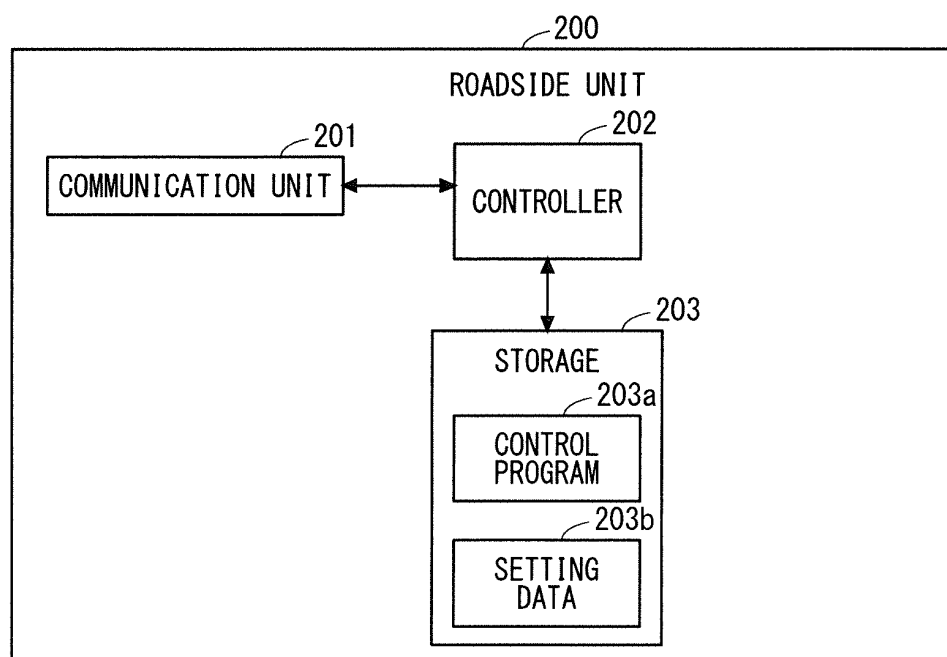 200
ROADSIDE UNIT
201
202
COMMUNICATION UNIT
CONTROLLER
203
STORAGE
203a
CONTROL
PROGRAM
203b
SETTING
DATA